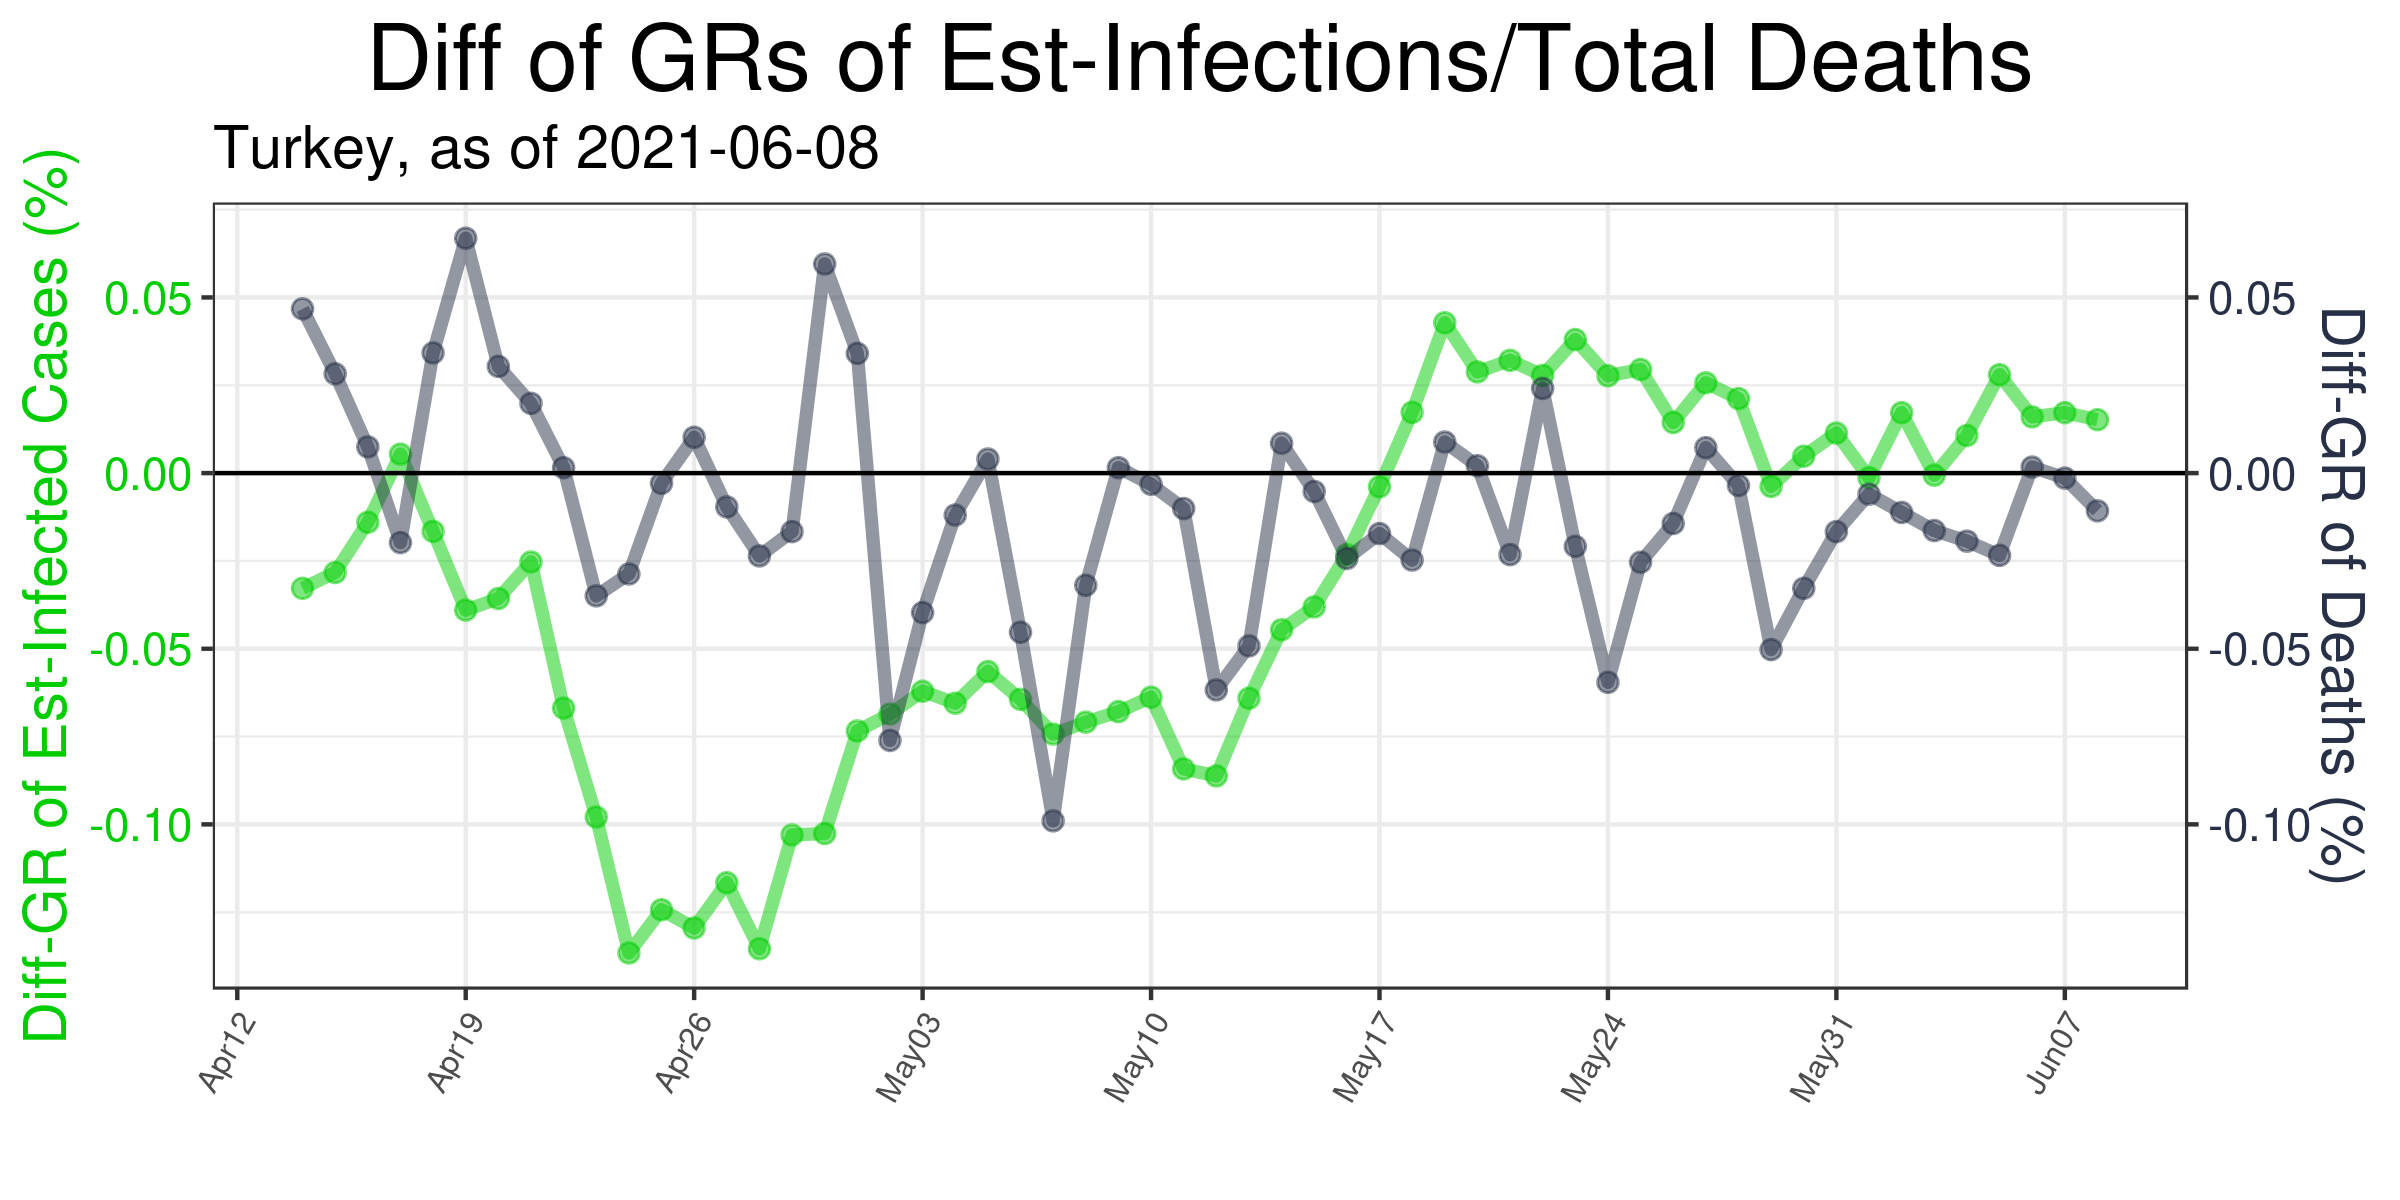 Diff of GRs of Est-Infections/Total Deaths
Turkey, as of 2021-06-08
Diff-GR of Est-Infected Cases (%)
0.05
0.00
-0.05
-0.10
0.05
0.00
-0.05
-0.10
Diff-GR of Deaths (%)
Apr12
Apr19
Apr26
May03
May10
May17
May24
May31
Jun07